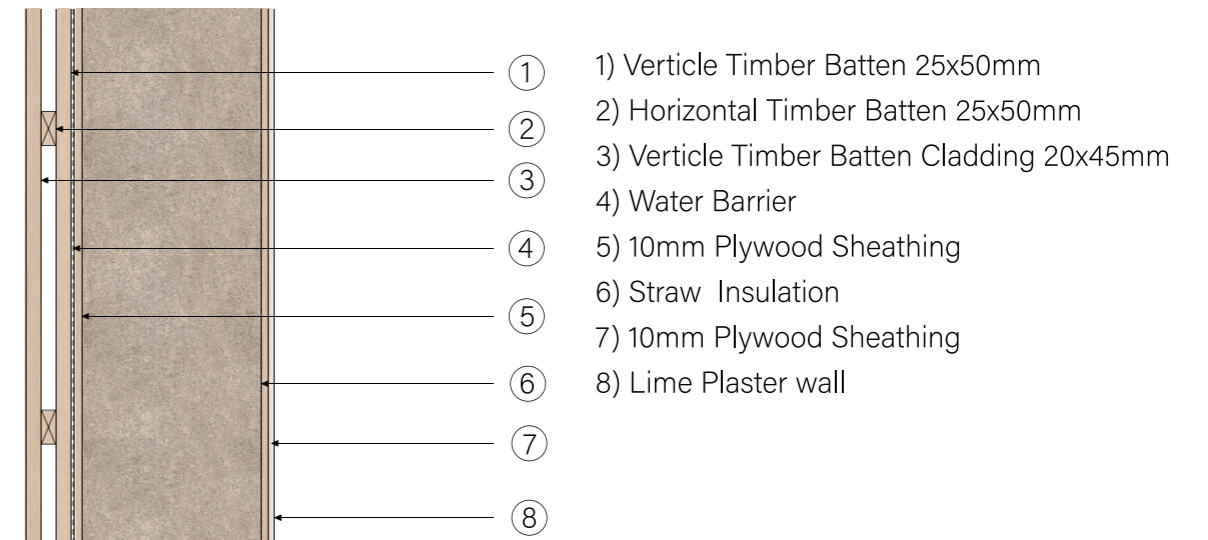 1
2
3
4
5
6
7
8
1) Verticle Timber Batten 25x50mm
2) Horizontal Timber Batten 25x50mm
3) Verticle Timber Batten Cladding 20x45mm
4) Water Barrier
5) 10mm Plywood Sheathing
6) Straw  Insulation
7) 10mm Plywood Sheathing
8) Lime Plaster wall